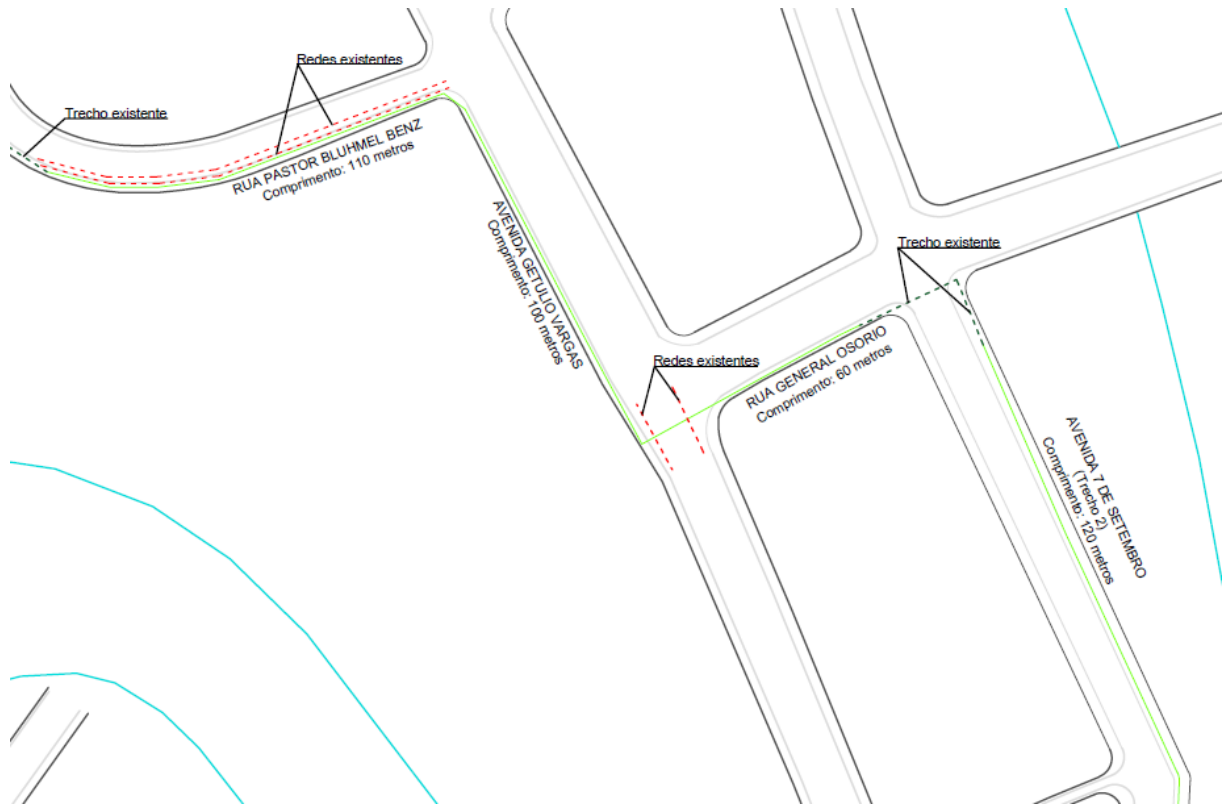 Redes existentes
Trecho existente
RUA PASTOR BLUHMEL BENZ
Comprimento: 110 metros
AVENIDA GETULIO VARGAS
Comprimento: 100 metros
Trecho existente
Redes existentes
RUA GENERAL OSORIO
Comprimento: 60 metros
AVENIDA 7 DE SETEMBRO
(Trecho 2)
Comprimento: 120 metros